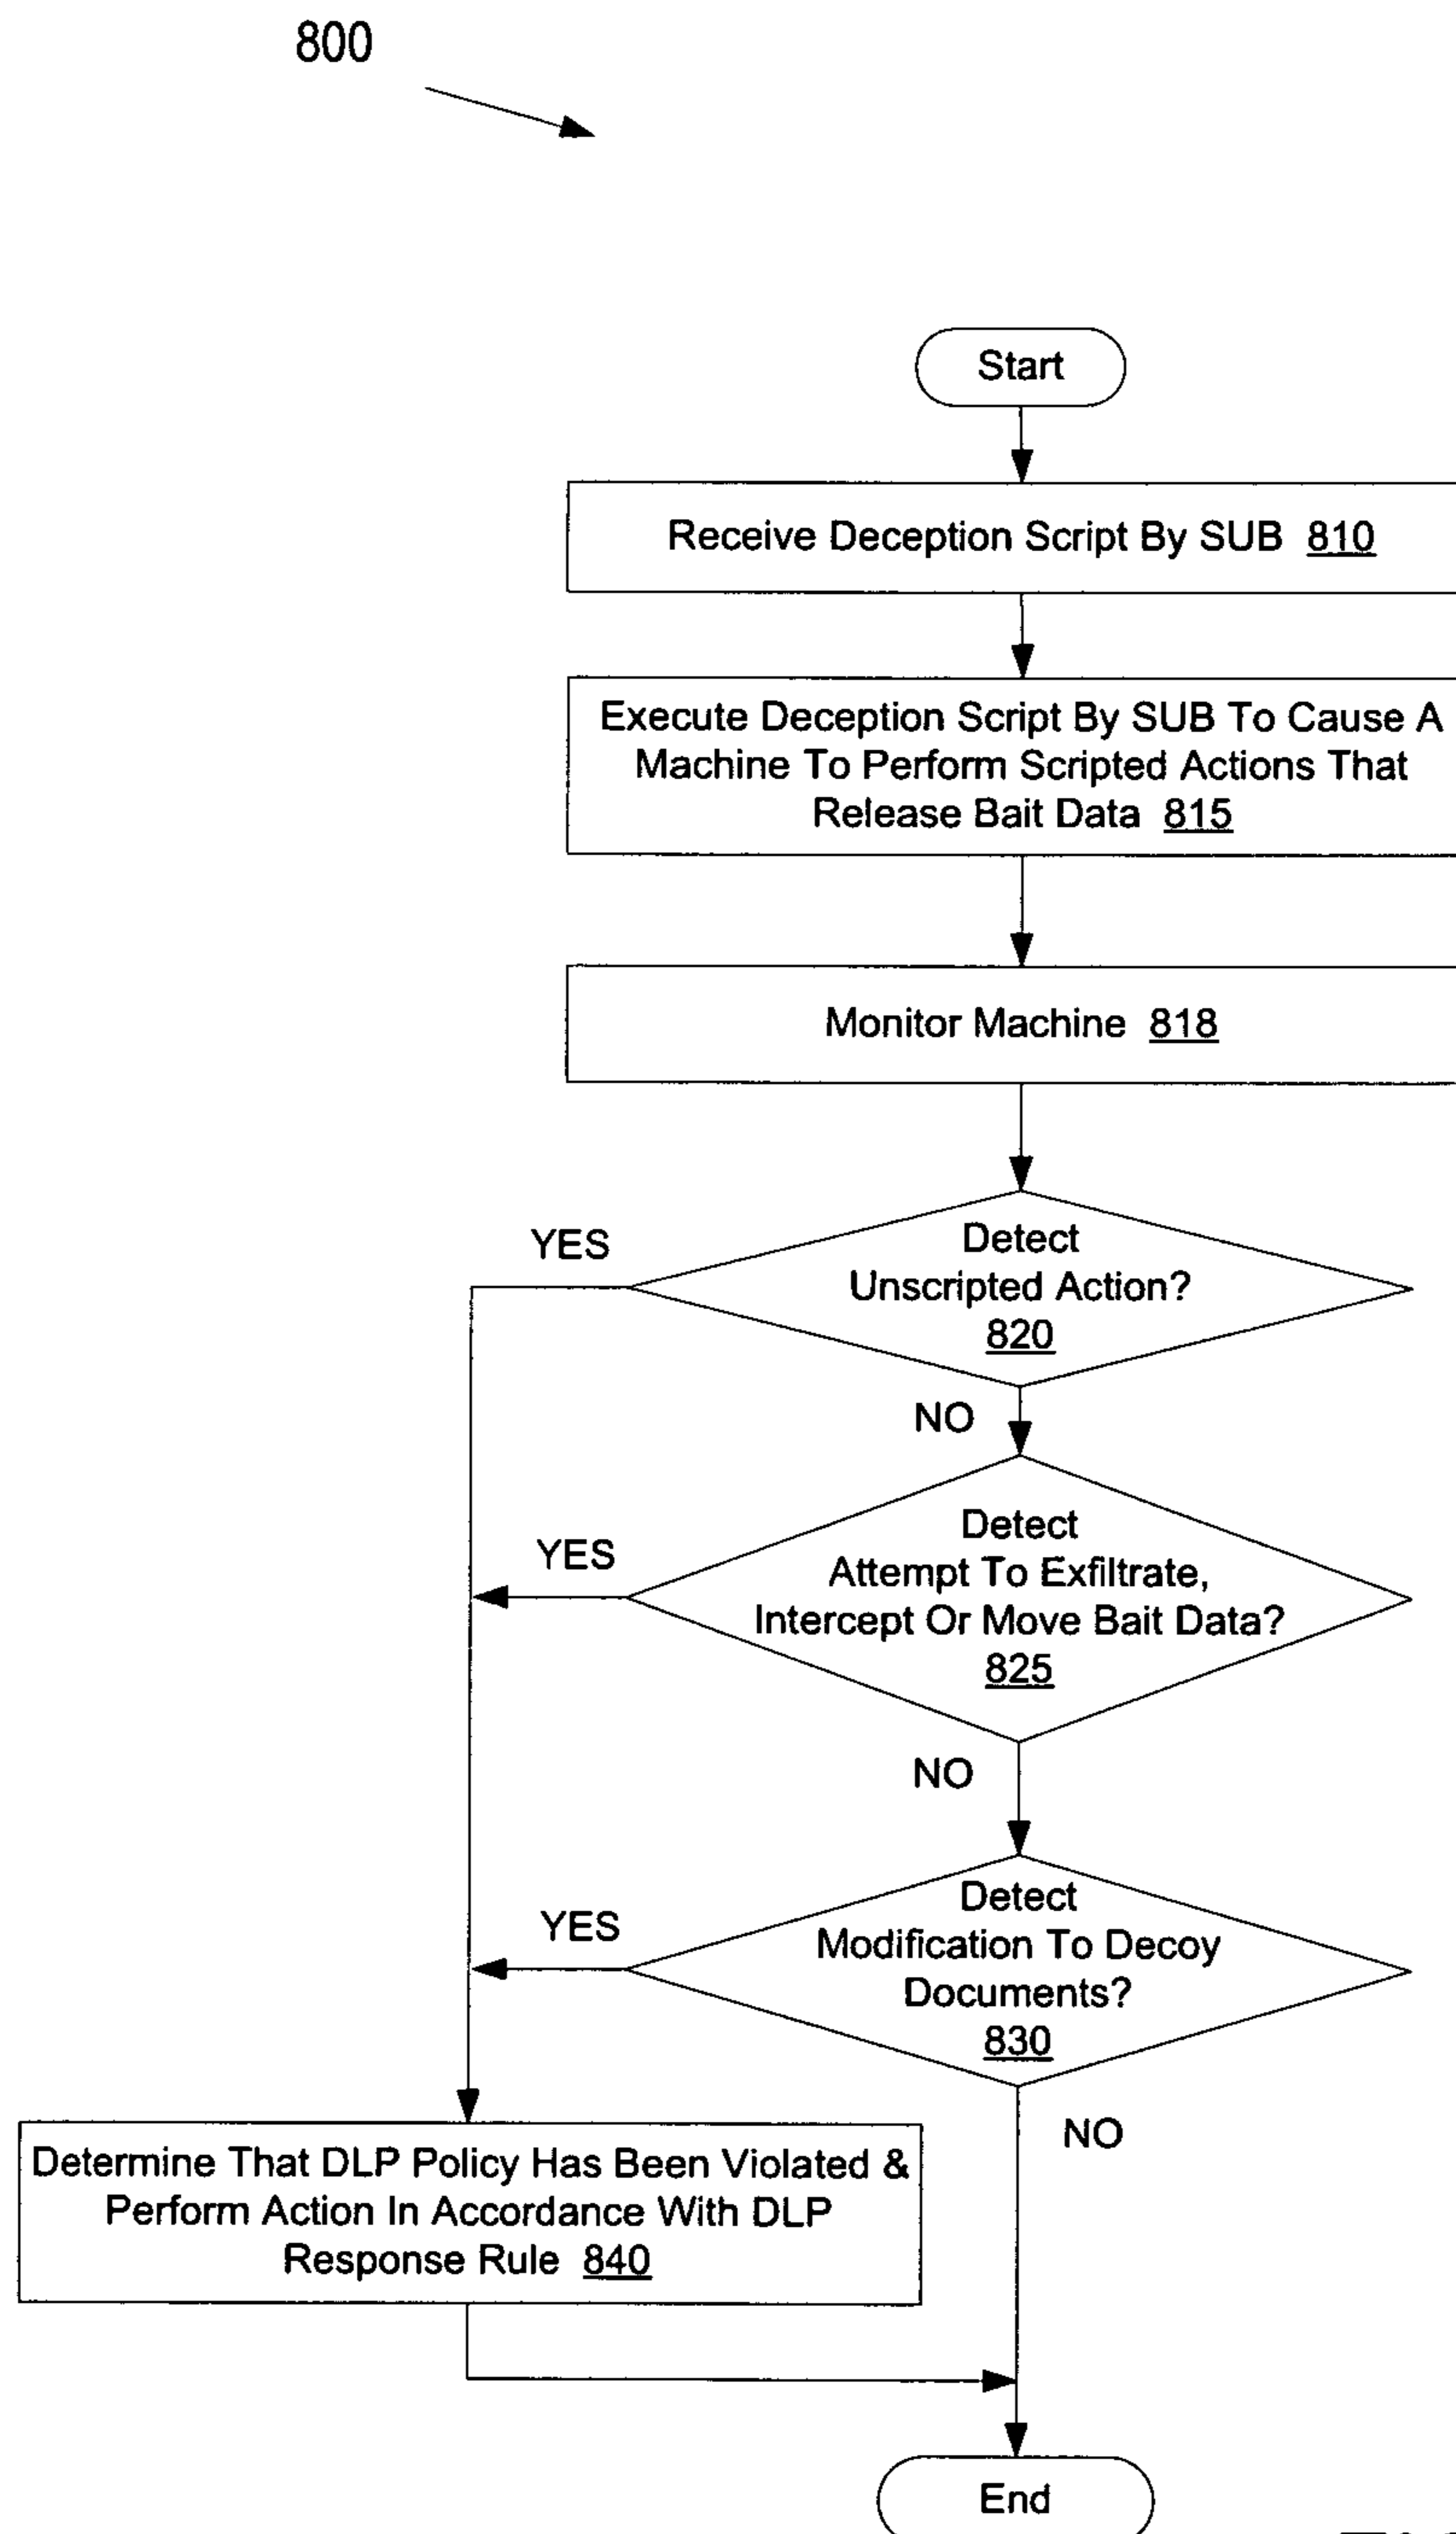 800
Start
Receive Deception Script By SUB 810
Execute Deception Script By SUB To Cause A
Machine To Perform Scripted Actions That
Release Bait Data 815
Monitor Machine 818
Detect
Unscripted Action?
820
YES
NO
Detect
Attempt To Exfiltrate,
Intercept Or Move Bait Data?
825
YES
NO
Detect
Modification To Decoy
Documents?
830
YES
NO
Determine That DLP Policy Has Been Violated &
Perform Action In Accordance With DLP
Response Rule 840
End